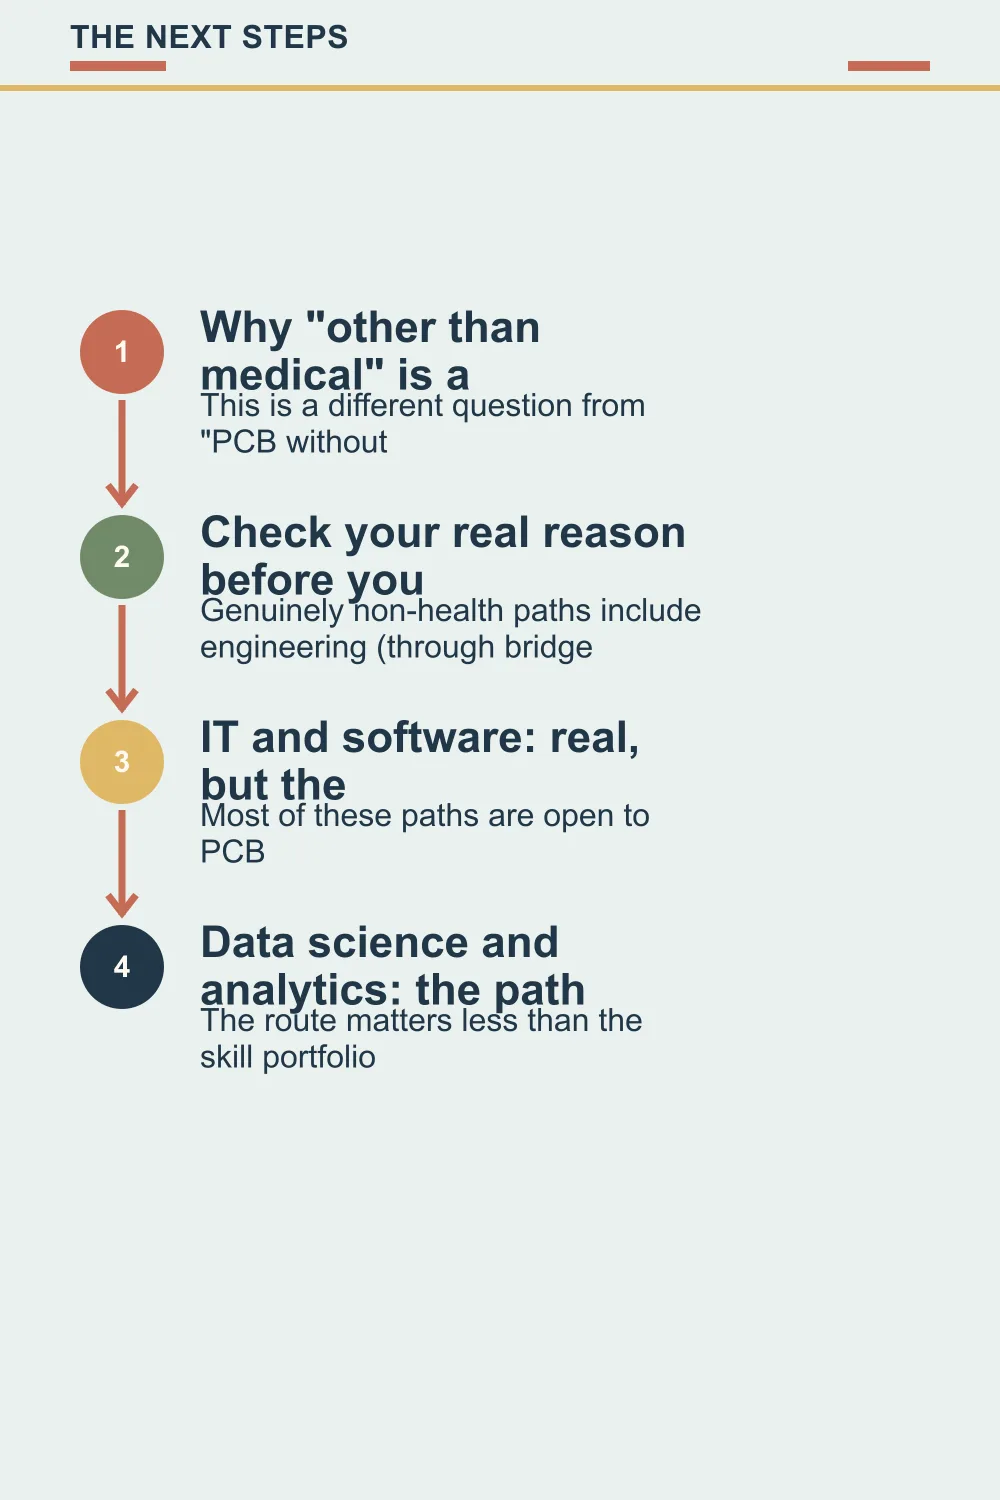 THE NEXT STEPS
1
Why "other than
medical" is a
This is a different question from
"PCB without
2
Check your real reason
before you
Genuinely non-health paths include
engineering (through bridge
3
IT and software: real,
but the
Most of these paths are open to
PCB
4
Data science and
analytics: the path
The route matters less than the
skill portfolio